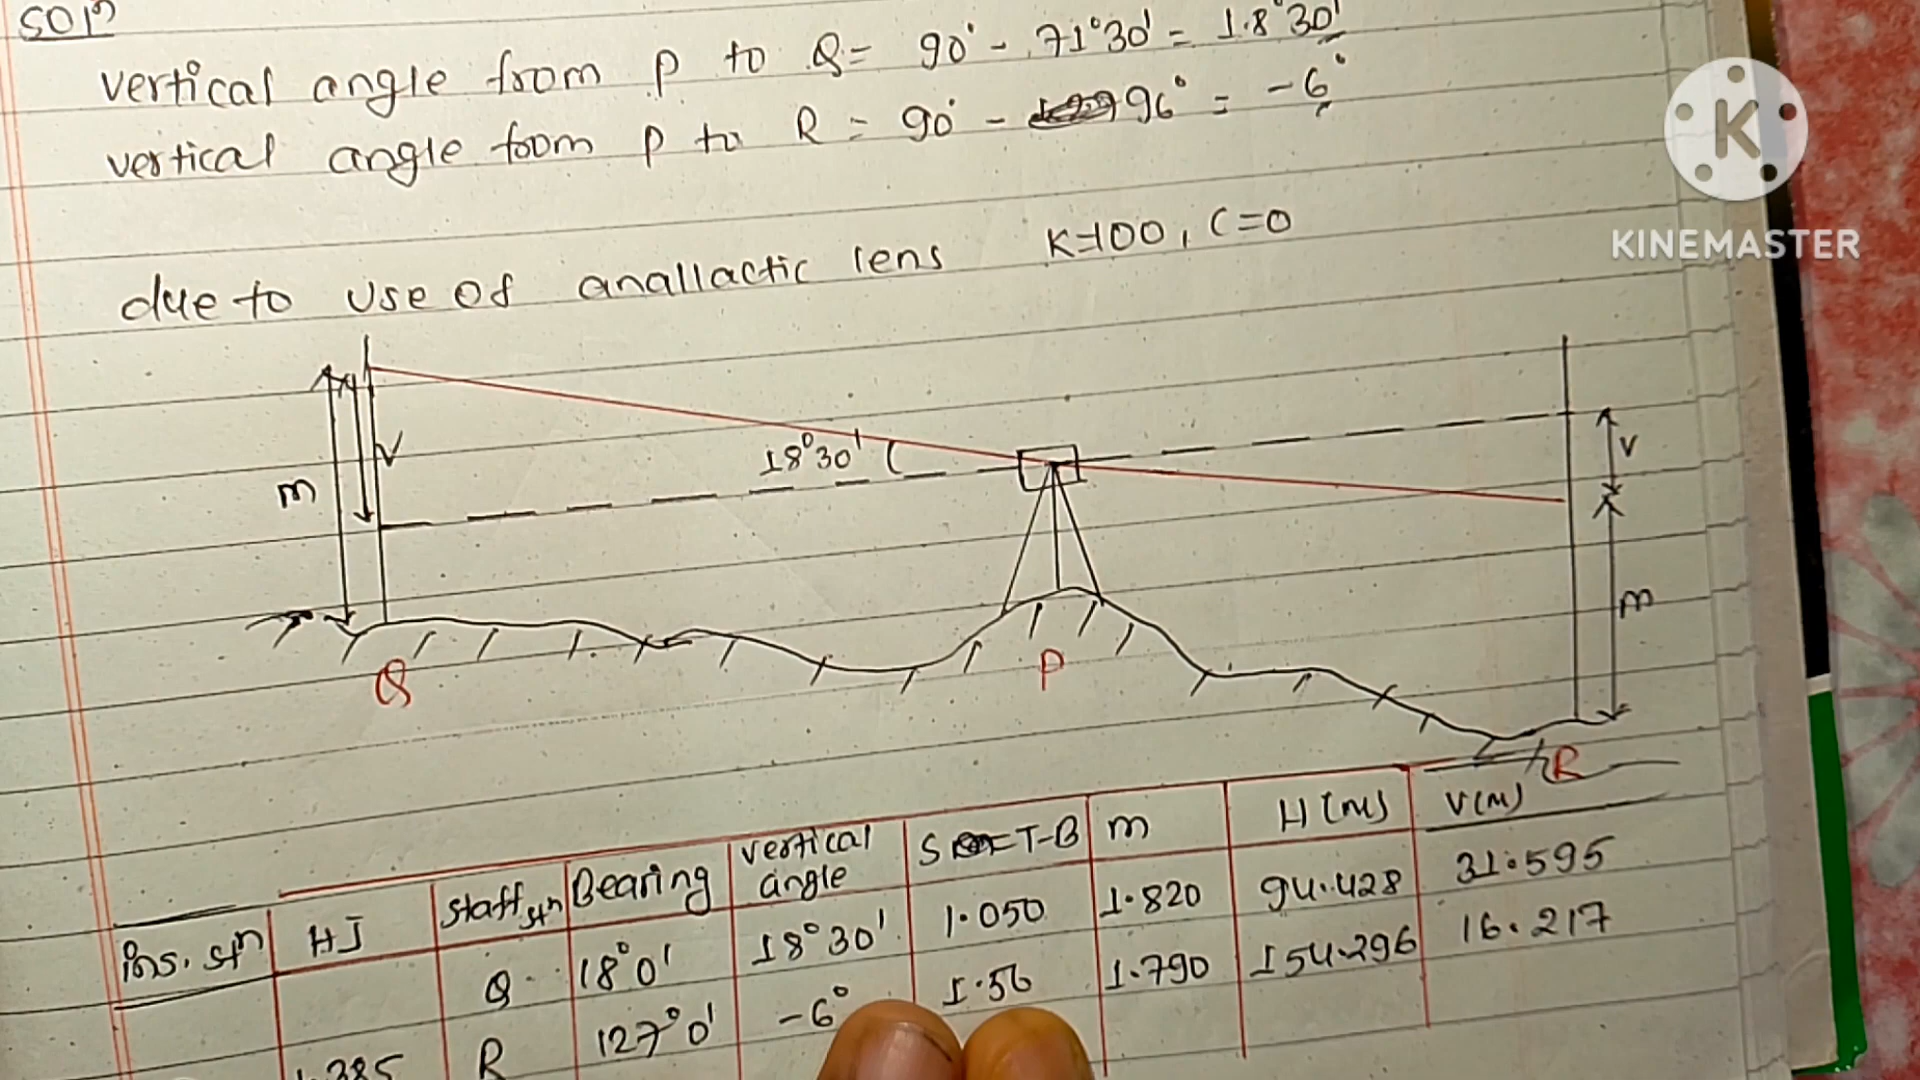 Soln
vertical angle from P to Q = 90° - 71°30' = 18°30'
vertical angle from P to R = 90° - 96° = -6°
K
KINEMASTER
due to use of anallactic lens K=100, C=0
18°30'
V
m
V
m
Q
P
R
ins. stn HI staff stn Bearing vertical angle S = T-B m H(m) V(m)
Q 18°0' 18°30' 1.050 1.820 94.428 31.595
R 127°0' -6° 1.56 1.790 154.296 16.217
.385